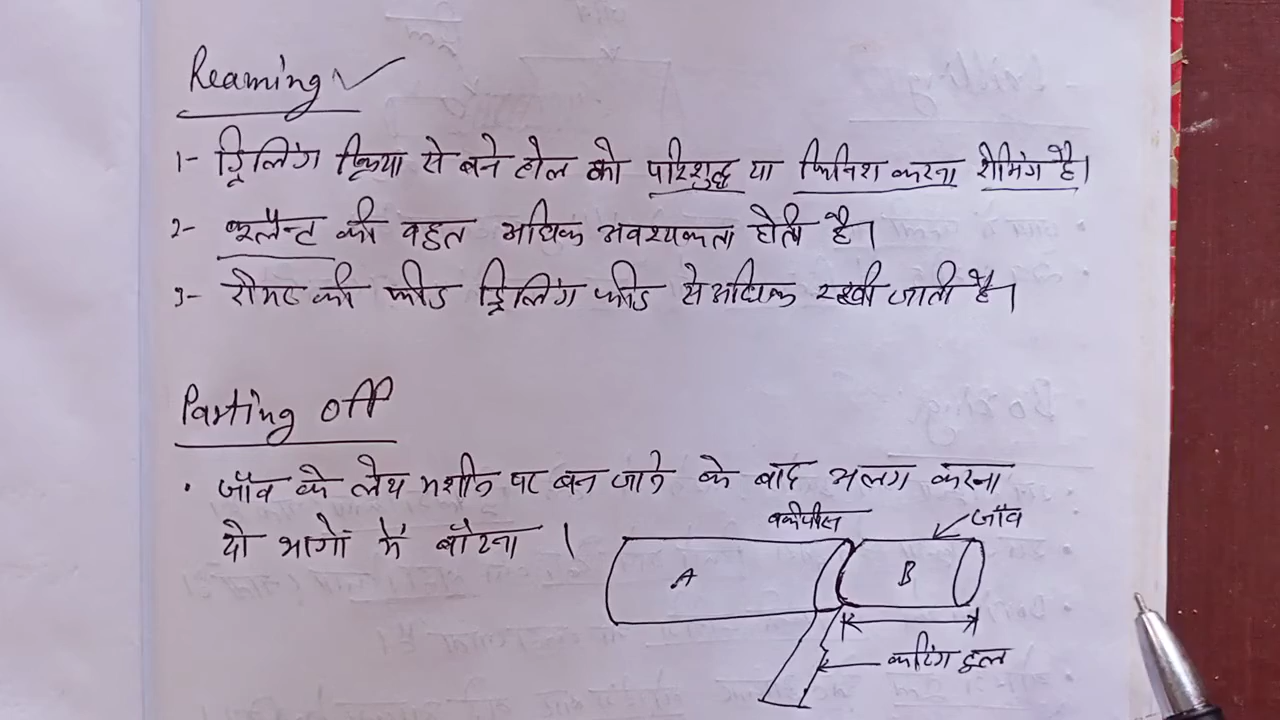 Reaming
1- ड्रिलिंग क्रिया से बने होल को परिशुद्ध या फिनिश करना रीमिंग है।
2- कूलैन्ट की बहुत अधिक अवश्यकता होती है।
3- रीमर की फीड ड्रिलिंग फीड से अधिक रखी जाती है।
Parting off
• जॉब के लेथ मशीन पर बन जाने के बाद अलग करना
दो भागों में बॉटना ।
वर्कपीस
जॉब
A
B
कटिंग टूल